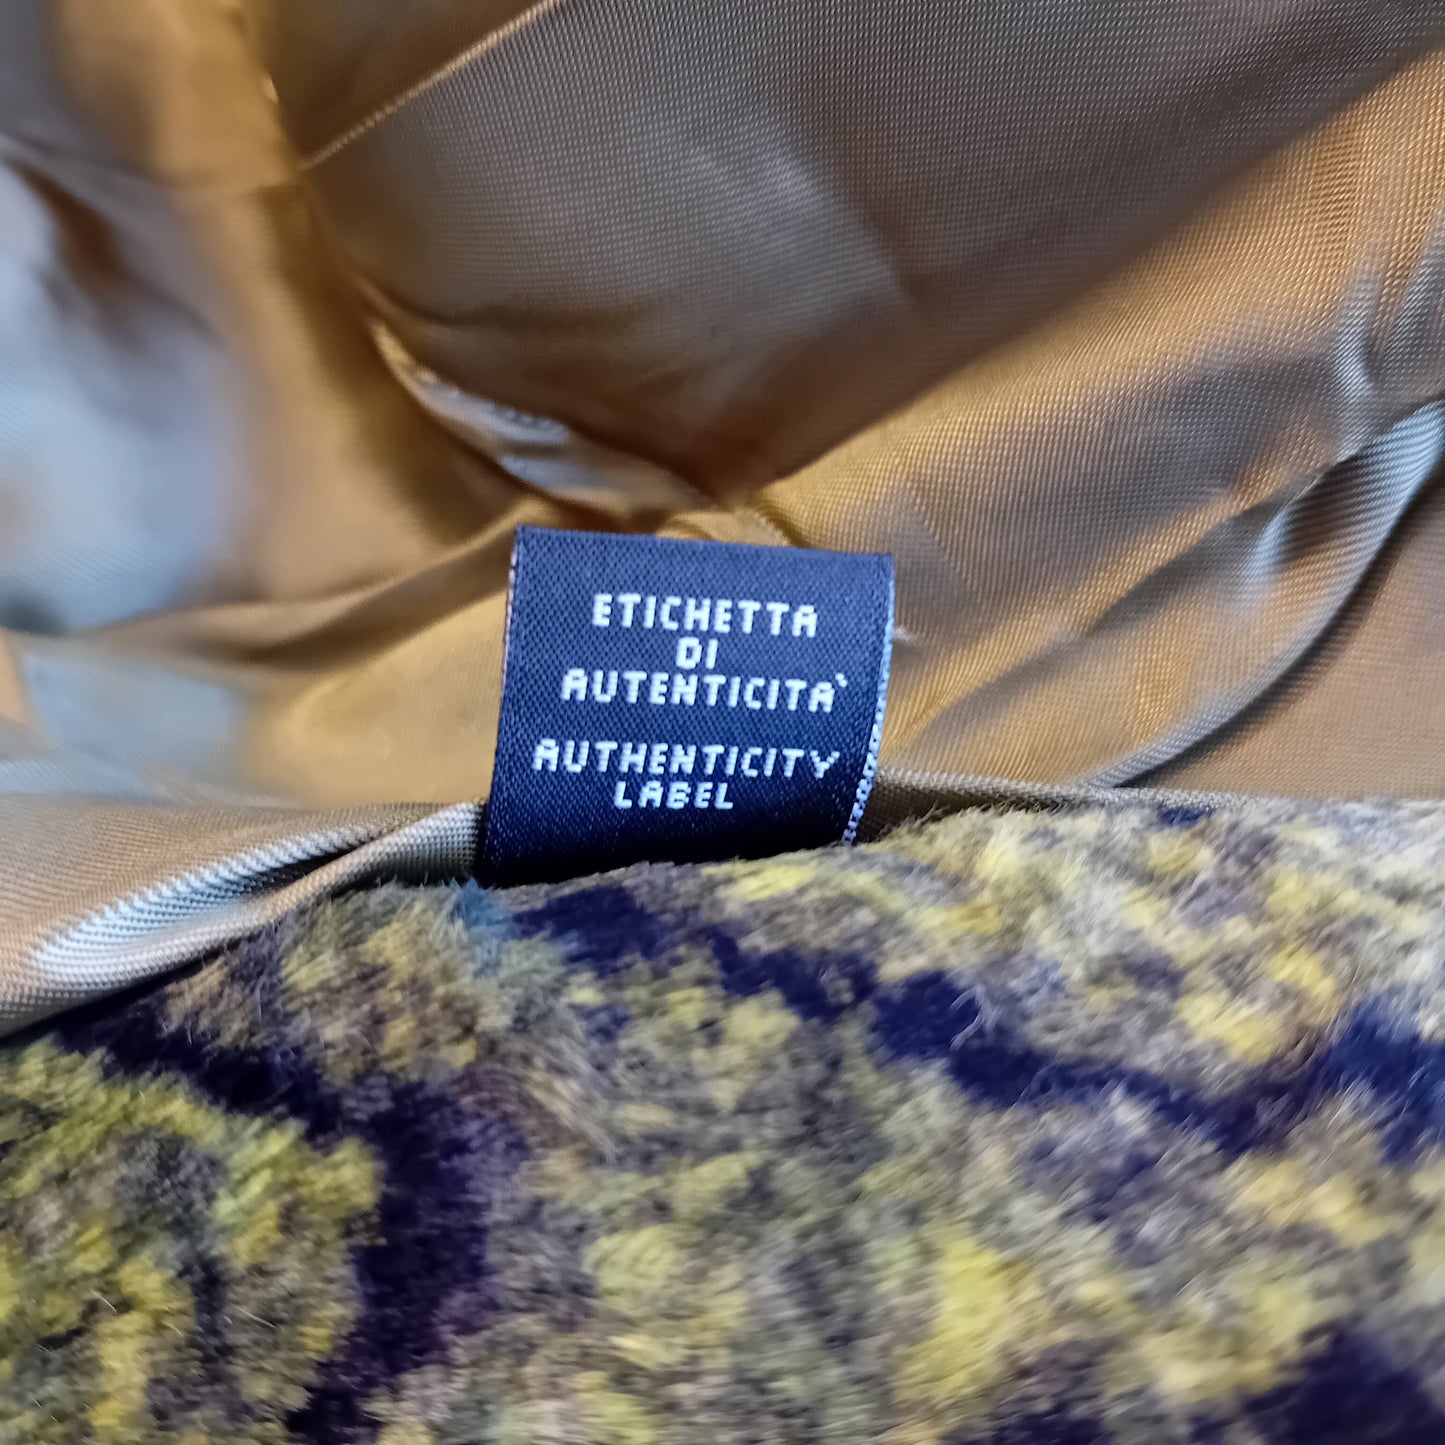 ETICHETTA
DI
AUTENTICITA`
AUTHENTICITY
LABEL